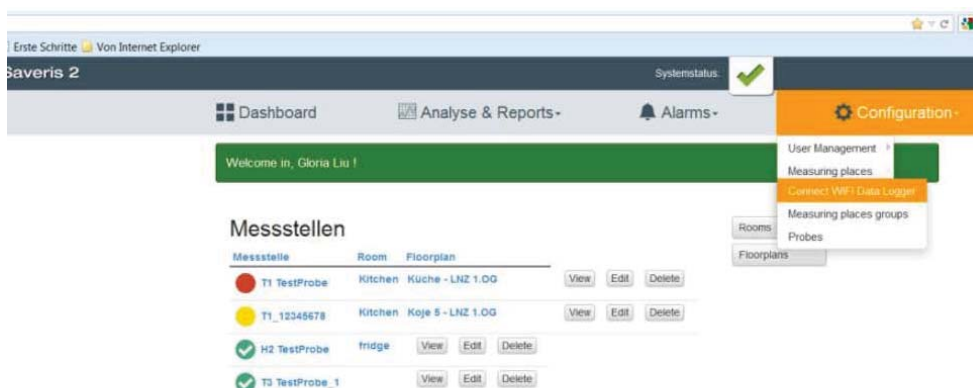 Erste Schritte Von Internet Explorer
Saveris 2 Systemstatus:
Dashboard Analyse & Reports Alarms Configuration
User Management
Measuring places
Connect WIFI Data Logger
Measuring places groups
Probes
Welcome in, Gloria Liu !
Messstellen
Rooms
Floorplans
Messstelle Room Floorplan
T1 TestProbe Kitchen Küche - LNZ 1.OG View Edit Delete
T1_12345678 Kitchen Koje 5 - LNZ 1.OG View Edit Delete
H2 TestProbe fridge View Edit Delete
T3 TestProbe_1 View Edit Delete